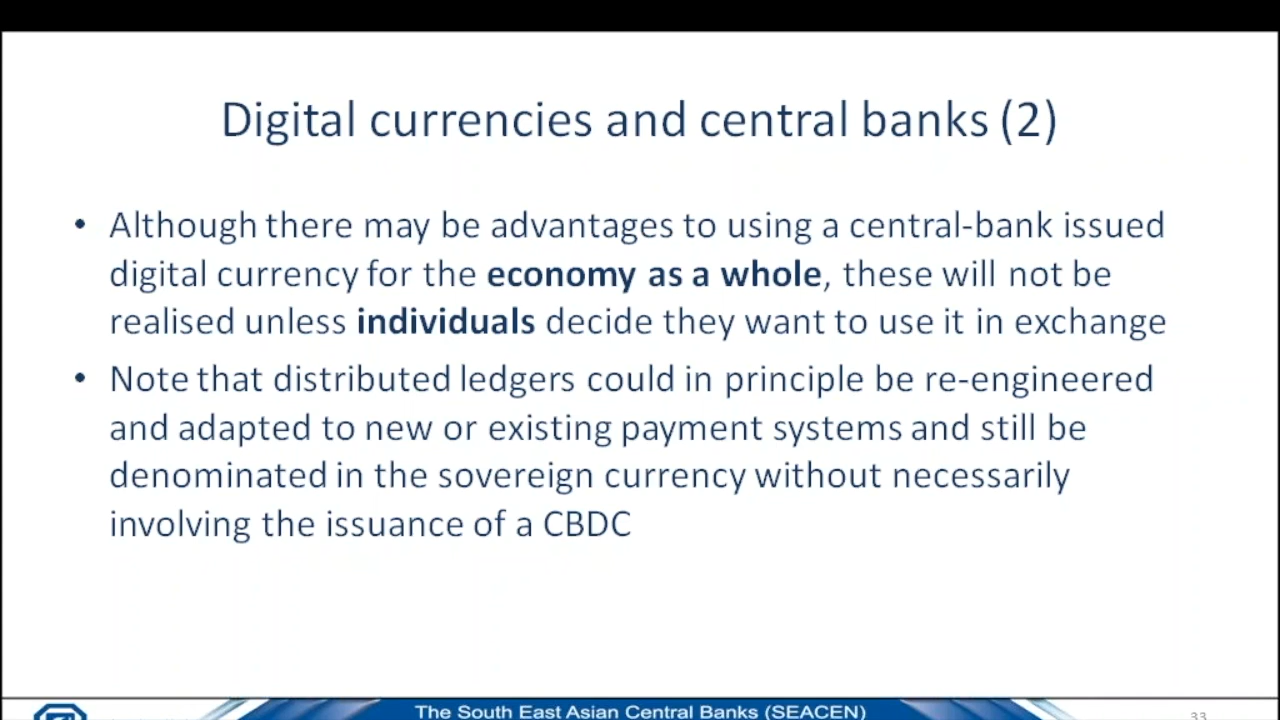 Digital currencies and central banks (2)
• Although there may be advantages to using a central-bank issued
digital currency for the economy as a whole, these will not be
realised unless individuals decide they want to use it in exchange
• Note that distributed ledgers could in principle be re-engineered
and adapted to new or existing payment systems and still be
denominated in the sovereign currency without necessarily
involving the issuance of a CBDC
The South East Asian Central Banks (SEACEN)
33